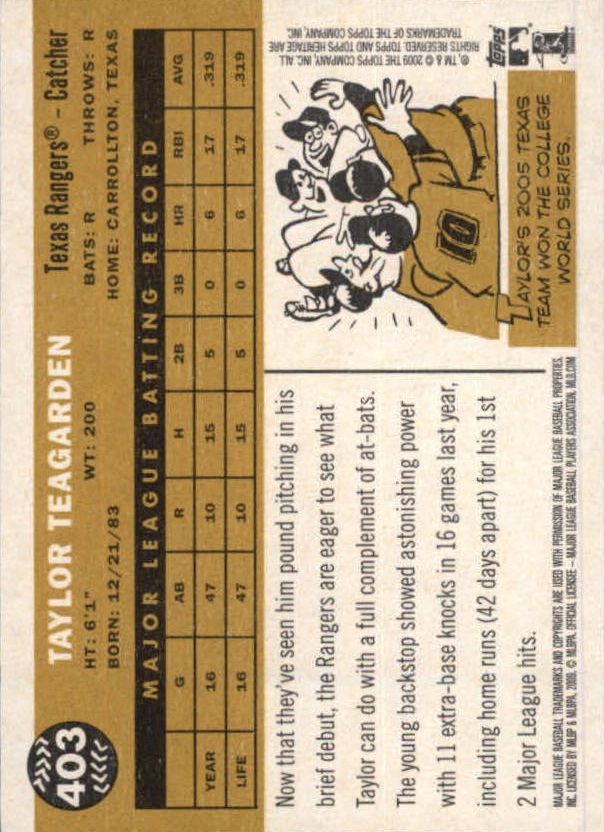 403
TAYLOR TEAGARDEN
Texas Rangers® – Catcher
HT: 6'1" WT: 200 BATS: R THROWS: R
BORN: 12/21/83 HOME: CARROLLTON, TEXAS
MAJOR LEAGUE BATTING RECORD
G AB R H 2B 3B HR RBI AVG
YEAR 16 47 10 15 5 0 6 17 .319
LIFE 16 47 10 15 5 0 6 17 .319
Now that they've seen him pound pitching in his
brief debut, the Rangers are eager to see what
Taylor can do with a full complement of at-bats.
The young backstop showed astonishing power
with 11 extra-base knocks in 16 games last year,
including home runs (42 days apart) for his 1st
2 Major League hits.
10
TAYLOR'S 2005 TEXAS
TEAM WON THE COLLEGE
WORLD SERIES.
MAJOR LEAGUE BASEBALL TRADEMARKS AND COPYRIGHTS ARE USED WITH PERMISSION OF MAJOR LEAGUE BASEBALL PROPERTIES,
INC. LICENSED BY MLBP & MLBPA, 2009. © MLBPA, OFFICIAL LICENSEE – MAJOR LEAGUE BASEBALL PLAYERS ASSOCIATION. MLB.COM
®, TM & © 2009 THE TOPPS COMPANY, INC. ALL
RIGHTS RESERVED. TOPPS AND TOPPS HERITAGE ARE
TRADEMARKS OF THE TOPPS COMPANY, INC.
Topps